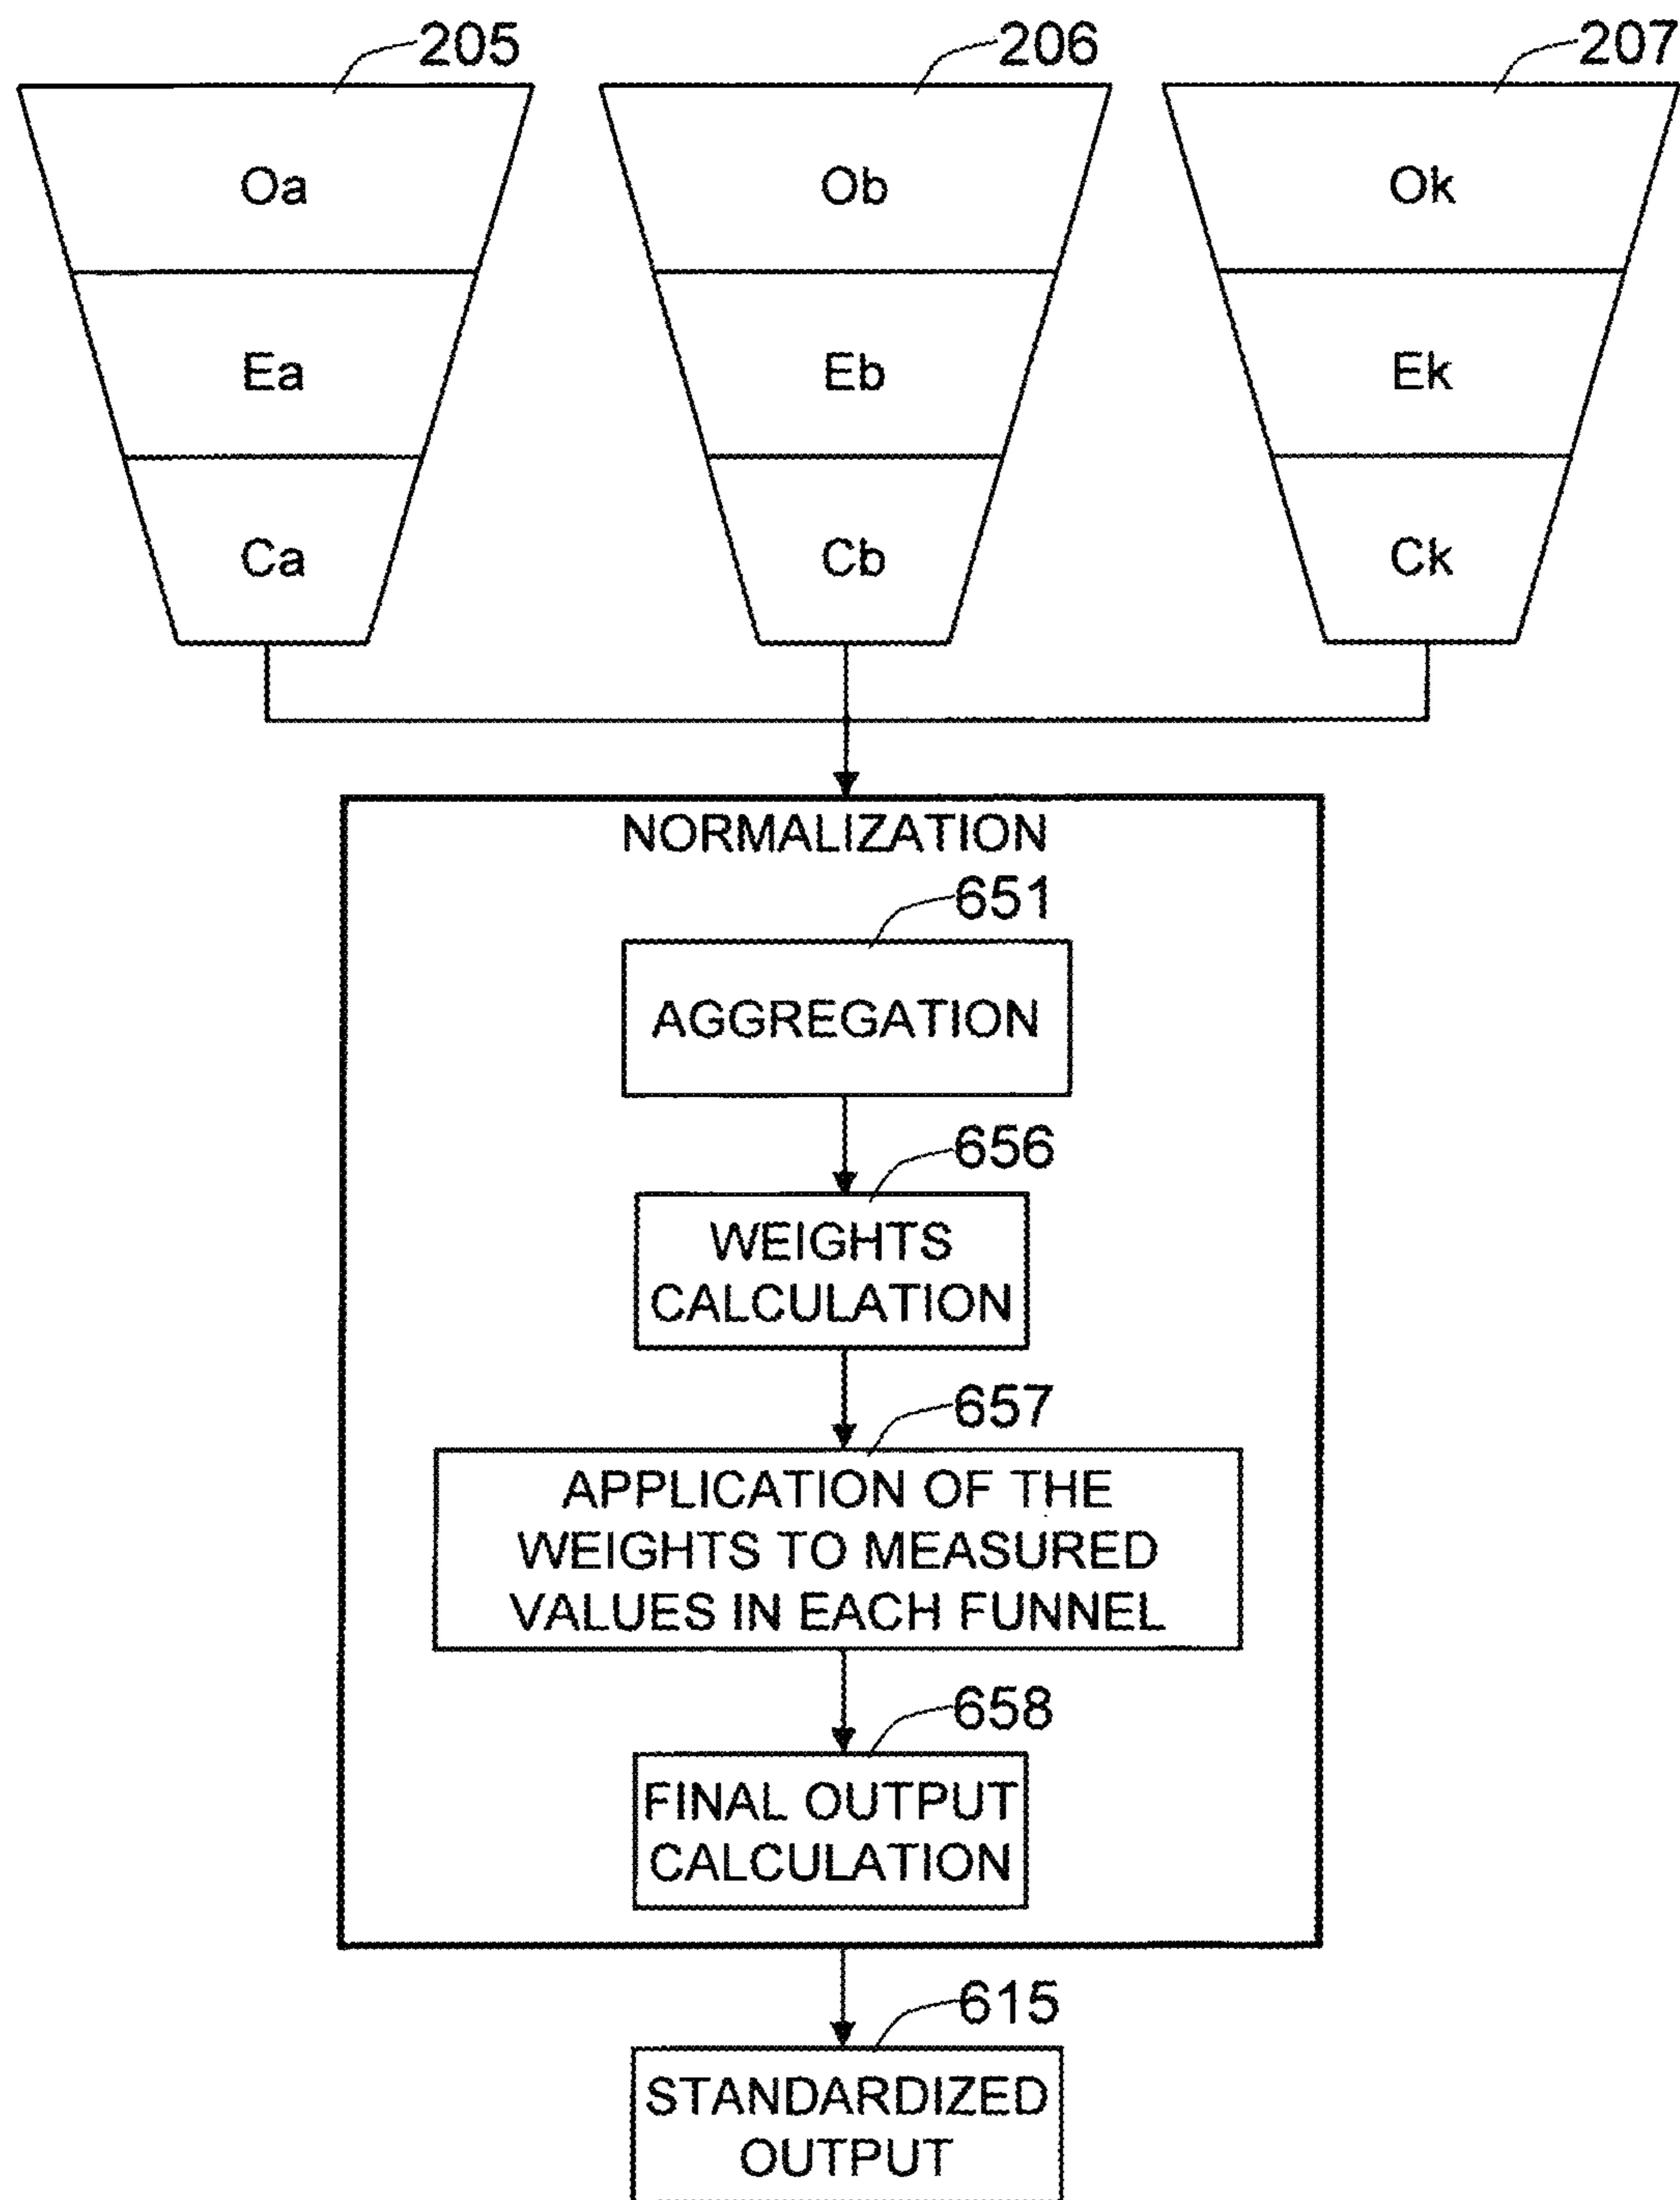 205
206
207
Oa
Ob
Ok
Ea
Eb
Ek
Ca
Cb
Ck
NORMALIZATION
651
AGGREGATION
656
WEIGHTS
CALCULATION
657
APPLICATION OF THE
WEIGHTS TO MEASURED
VALUES IN EACH FUNNEL
658
FINAL OUTPUT
CALCULATION
615
STANDARDIZED
OUTPUT